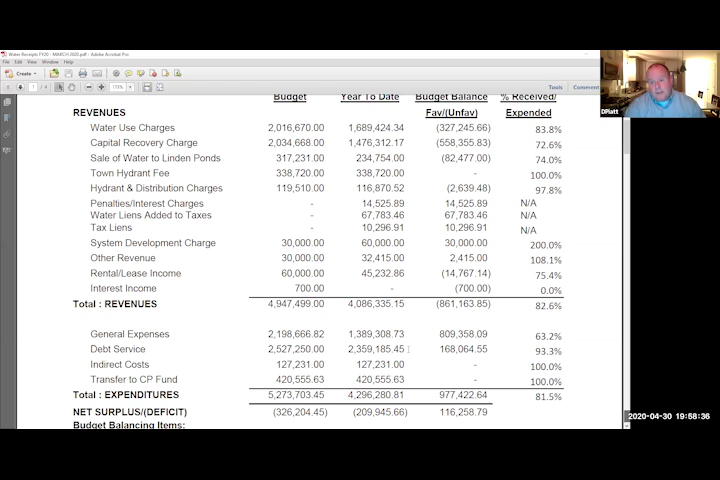 Water Receipts FY20 - MARCH 2020.pdf - Adobe Acrobat Pro
File Edit View Window Help
Create
1 / 4
173%
Tools
Comment
DPiatt
Budget Year To Date Budget Balance % Received/
REVENUES Fav/(Unfav) Expended
Water Use Charges 2,016,670.00 1,689,424.34 (327,245.66) 83.8%
Capital Recovery Charge 2,034,668.00 1,476,312.17 (558,355.83) 72.6%
Sale of Water to Linden Ponds 317,231.00 234,754.00 (82,477.00) 74.0%
Town Hydrant Fee 338,720.00 338,720.00 - 100.0%
Hydrant & Distribution Charges 119,510.00 116,870.52 (2,639.48) 97.8%
Penalties/Interest Charges - 14,525.89 14,525.89 N/A
Water Liens Added to Taxes - 67,783.46 67,783.46 N/A
Tax Liens - 10,296.91 10,296.91 N/A
System Development Charge 30,000.00 60,000.00 30,000.00 200.0%
Other Revenue 30,000.00 32,415.00 2,415.00 108.1%
Rental/Lease Income 60,000.00 45,232.86 (14,767.14) 75.4%
Interest Income 700.00 - (700.00) 0.0%
Total : REVENUES 4,947,499.00 4,086,335.15 (861,163.85) 82.6%
General Expenses 2,198,666.82 1,389,308.73 809,358.09 63.2%
Debt Service 2,527,250.00 2,359,185.45 168,064.55 93.3%
Indirect Costs 127,231.00 127,231.00 - 100.0%
Transfer to CP Fund 420,555.63 420,555.63 - 100.0%
Total : EXPENDITURES 5,273,703.45 4,296,280.81 977,422.64 81.5%
NET SURPLUS/(DEFICIT) (326,204.45) (209,945.66) 116,258.79
Budget Balancing Items:
2020-04-30 19:58:36